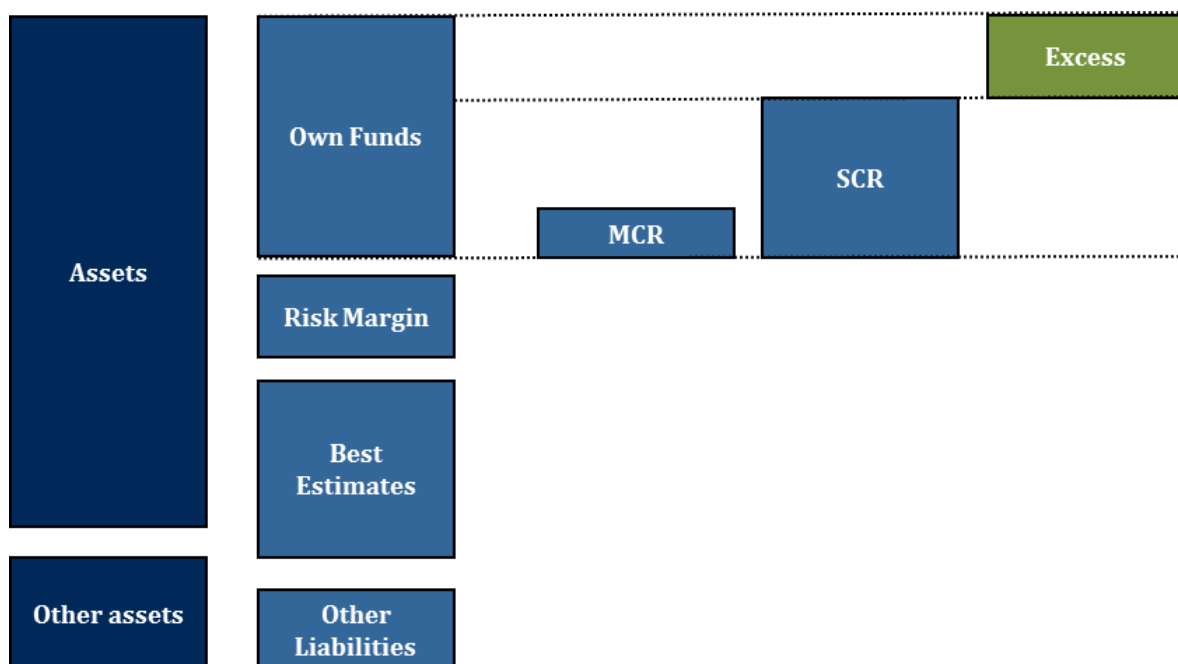 Assets
Other assets
Own Funds
Risk Margin
Best
Estimates
Other
Liabilities
MCR
SCR
Excess